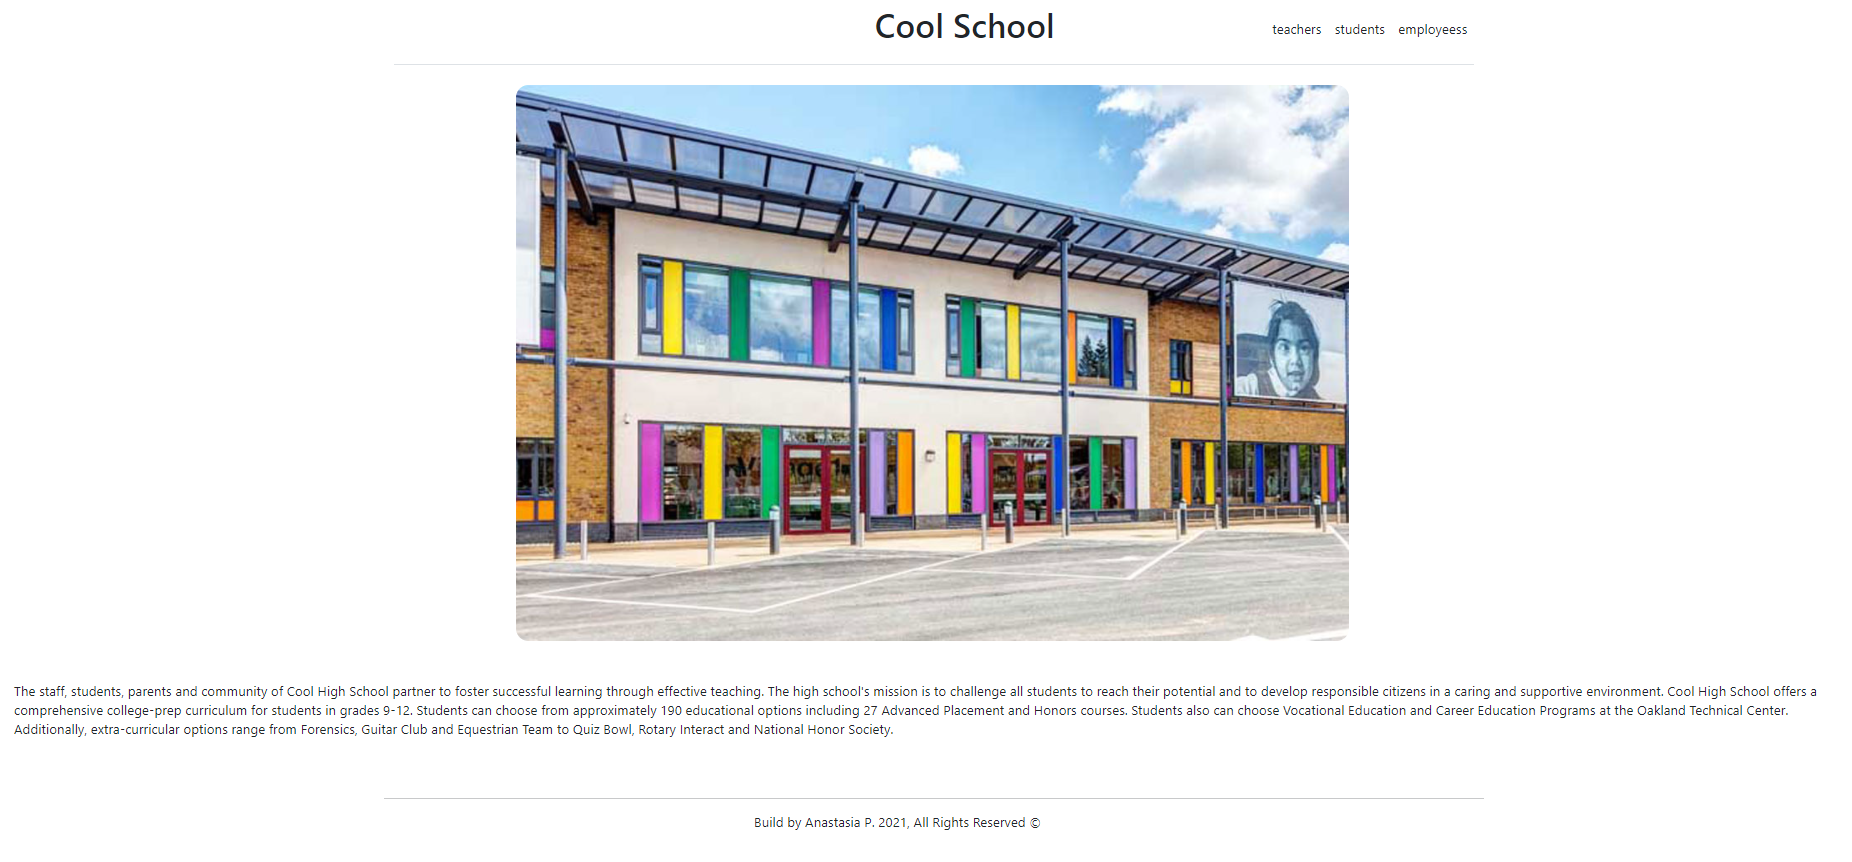 Cool School
teachers students employeess
The staff, students, parents and community of Cool High School partner to foster successful learning through effective teaching. The high school's mission is to challenge all students to reach their potential and to develop responsible citizens in a caring and supportive environment. Cool High School offers a
comprehensive college-prep curriculum for students in grades 9-12. Students can choose from approximately 190 educational options including 27 Advanced Placement and Honors courses. Students also can choose Vocational Education and Career Education Programs at the Oakland Technical Center.
Additionally, extra-curricular options range from Forensics, Guitar Club and Equestrian Team to Quiz Bowl, Rotary Interact and National Honor Society.
Build by Anastasia P. 2021, All Rights Reserved ©